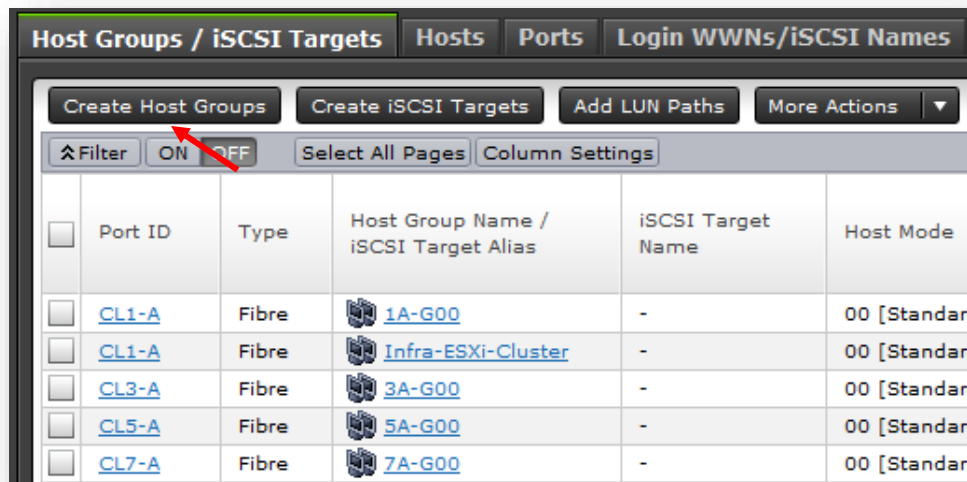 Host Groups / iSCSI Targets Hosts Ports Login WWNs/iSCSI Names
Create Host Groups Create iSCSI Targets Add LUN Paths More Actions
Filter ON OFF Select All Pages Column Settings
Port ID Type Host Group Name / iSCSI Target Alias iSCSI Target Name Host Mode
CL1-A Fibre 1A-G00 - 00 [Standar
CL1-A Fibre Infra-ESXi-Cluster - 00 [Standar
CL3-A Fibre 3A-G00 - 00 [Standar
CL5-A Fibre 5A-G00 - 00 [Standar
CL7-A Fibre 7A-G00 - 00 [Standar